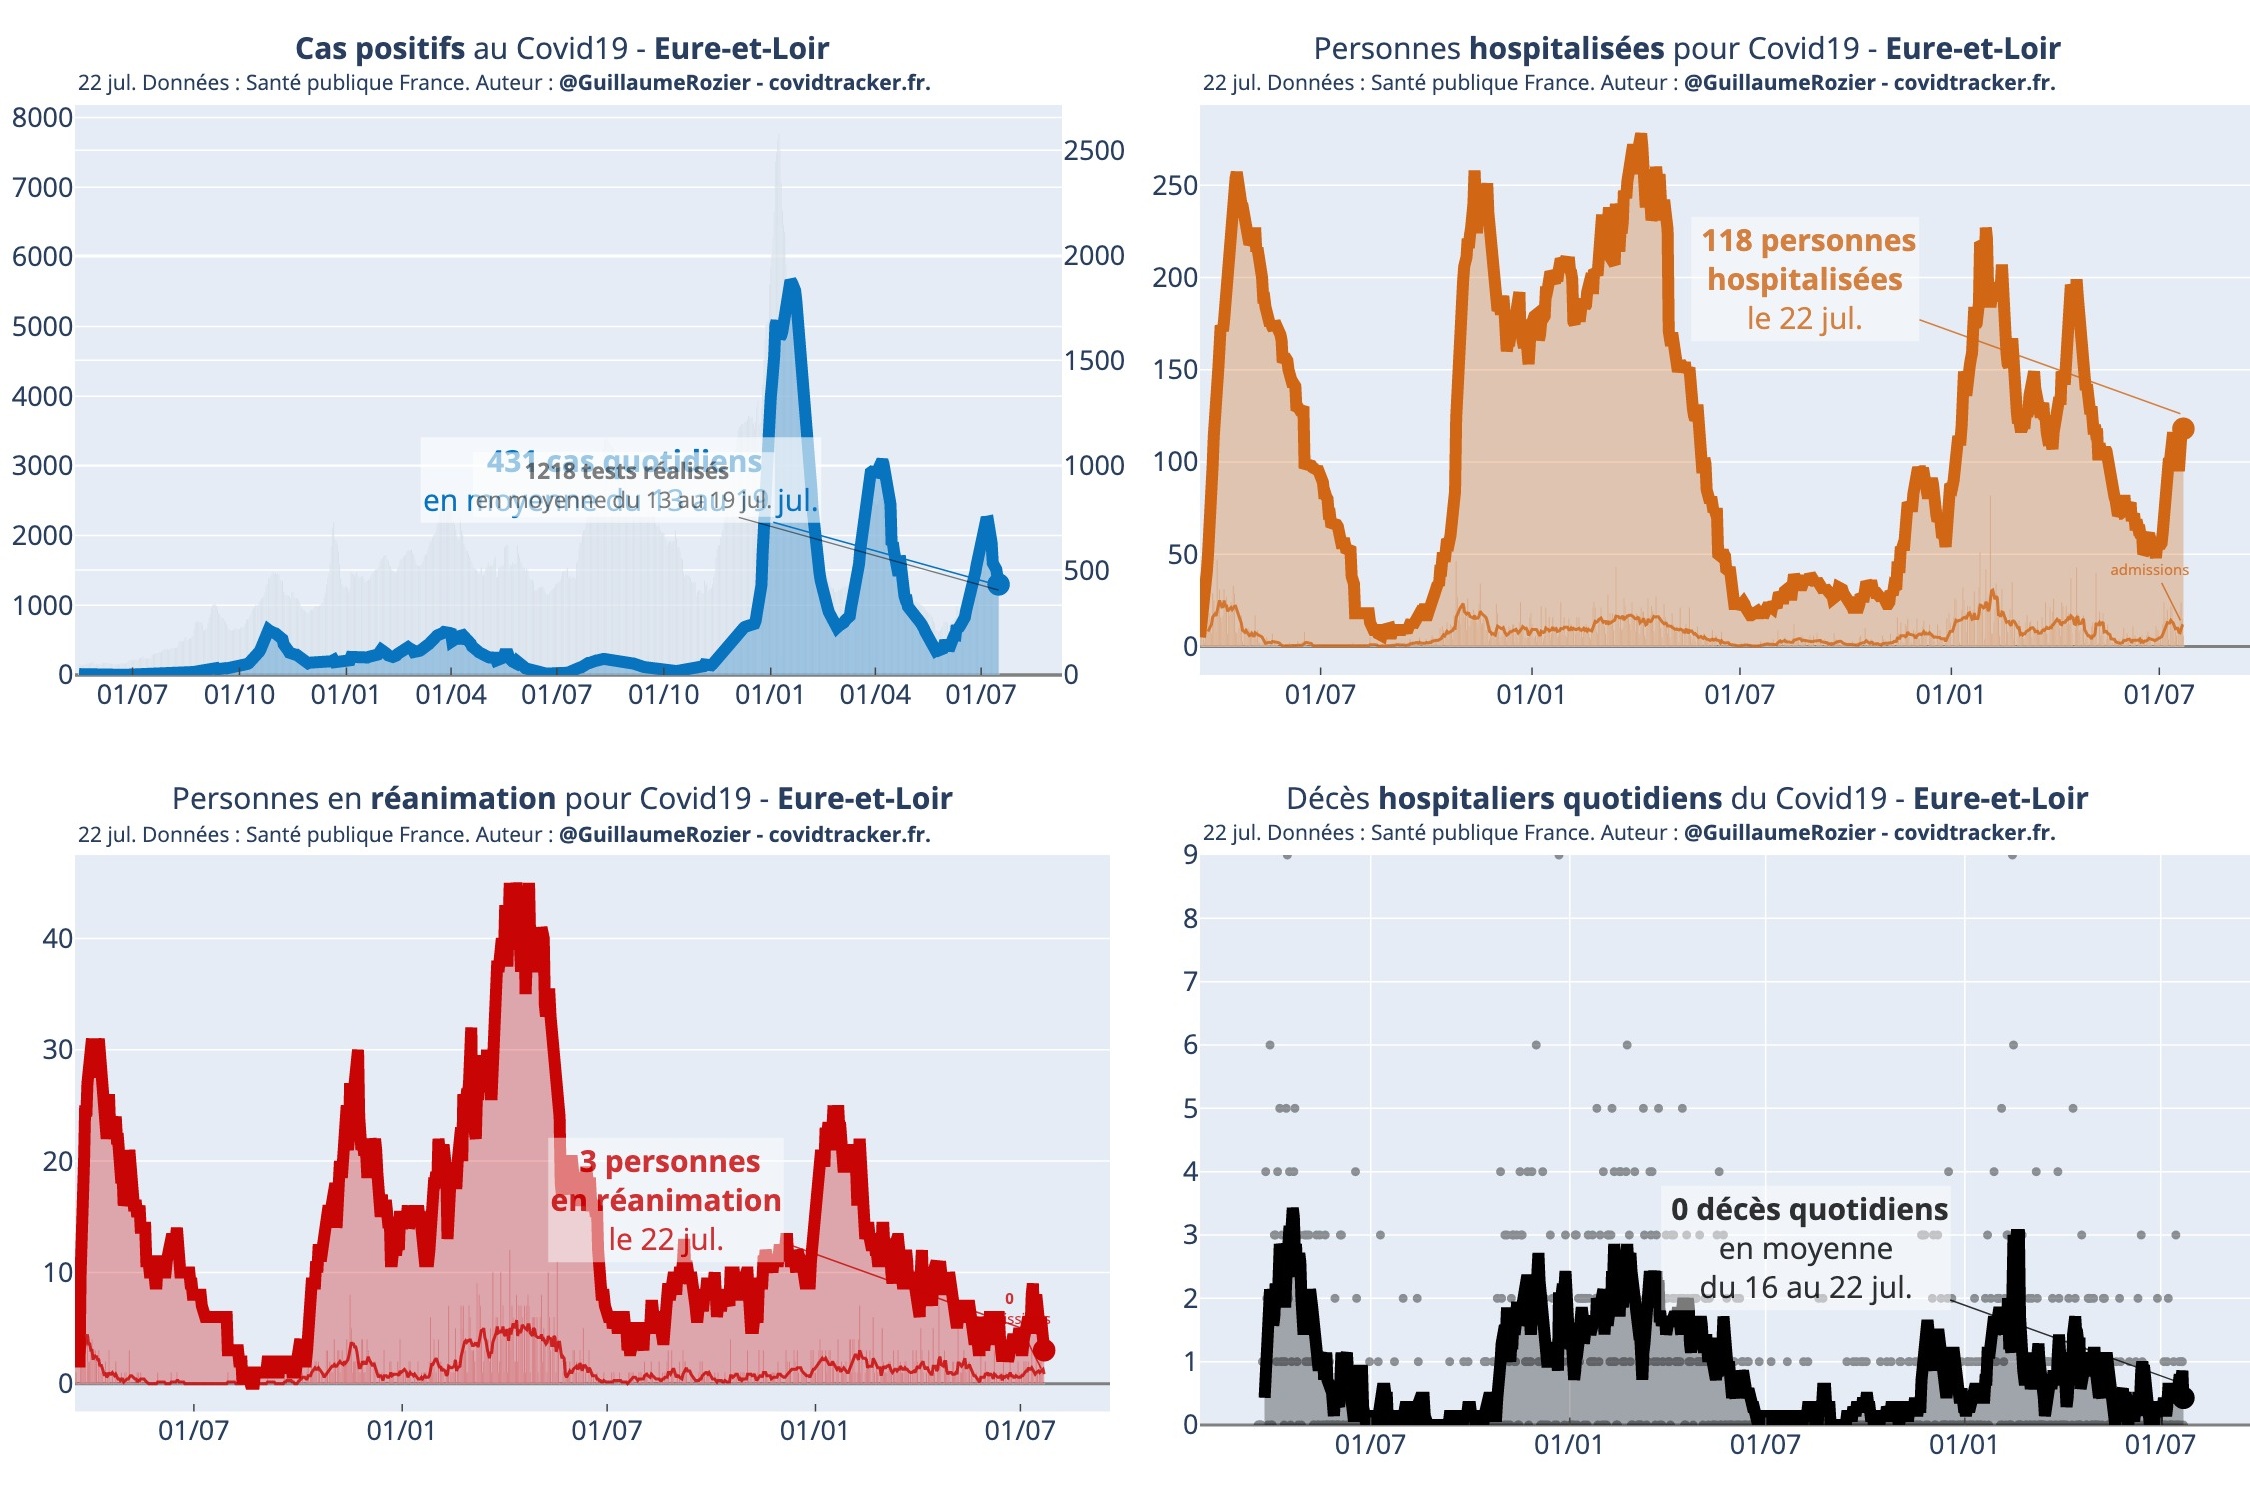 Cas positifs au Covid19 - Eure-et-Loir
22 jul. Données : Santé publique France. Auteur : @GuillaumeRozier - covidtracker.fr.
8000
7000
6000
5000
4000
3000
2000
1000
0
2500
2000
1500
1000
500
0
431 cas quotidiens
en moyenne du 13 au 19 jul.
1218 tests réalisés
en moyenne du 13 au 19 jul.
01/07 01/10 01/01 01/04 01/07 01/10 01/01 01/04 01/07
Personnes hospitalisées pour Covid19 - Eure-et-Loir
22 jul. Données : Santé publique France. Auteur : @GuillaumeRozier - covidtracker.fr.
250
200
150
100
50
0
118 personnes
hospitalisées
le 22 jul.
admissions
01/07 01/01 01/07 01/01 01/07
Personnes en réanimation pour Covid19 - Eure-et-Loir
22 jul. Données : Santé publique France. Auteur : @GuillaumeRozier - covidtracker.fr.
40
30
20
10
0
3 personnes
en réanimation
le 22 jul.
0
01/07 01/01 01/07 01/01 01/07
Décès hospitaliers quotidiens du Covid19 - Eure-et-Loir
22 jul. Données : Santé publique France. Auteur : @GuillaumeRozier - covidtracker.fr.
9
8
7
6
5
4
3
2
1
0
0 décès quotidiens
en moyenne
du 16 au 22 jul.
01/07 01/01 01/07 01/01 01/07